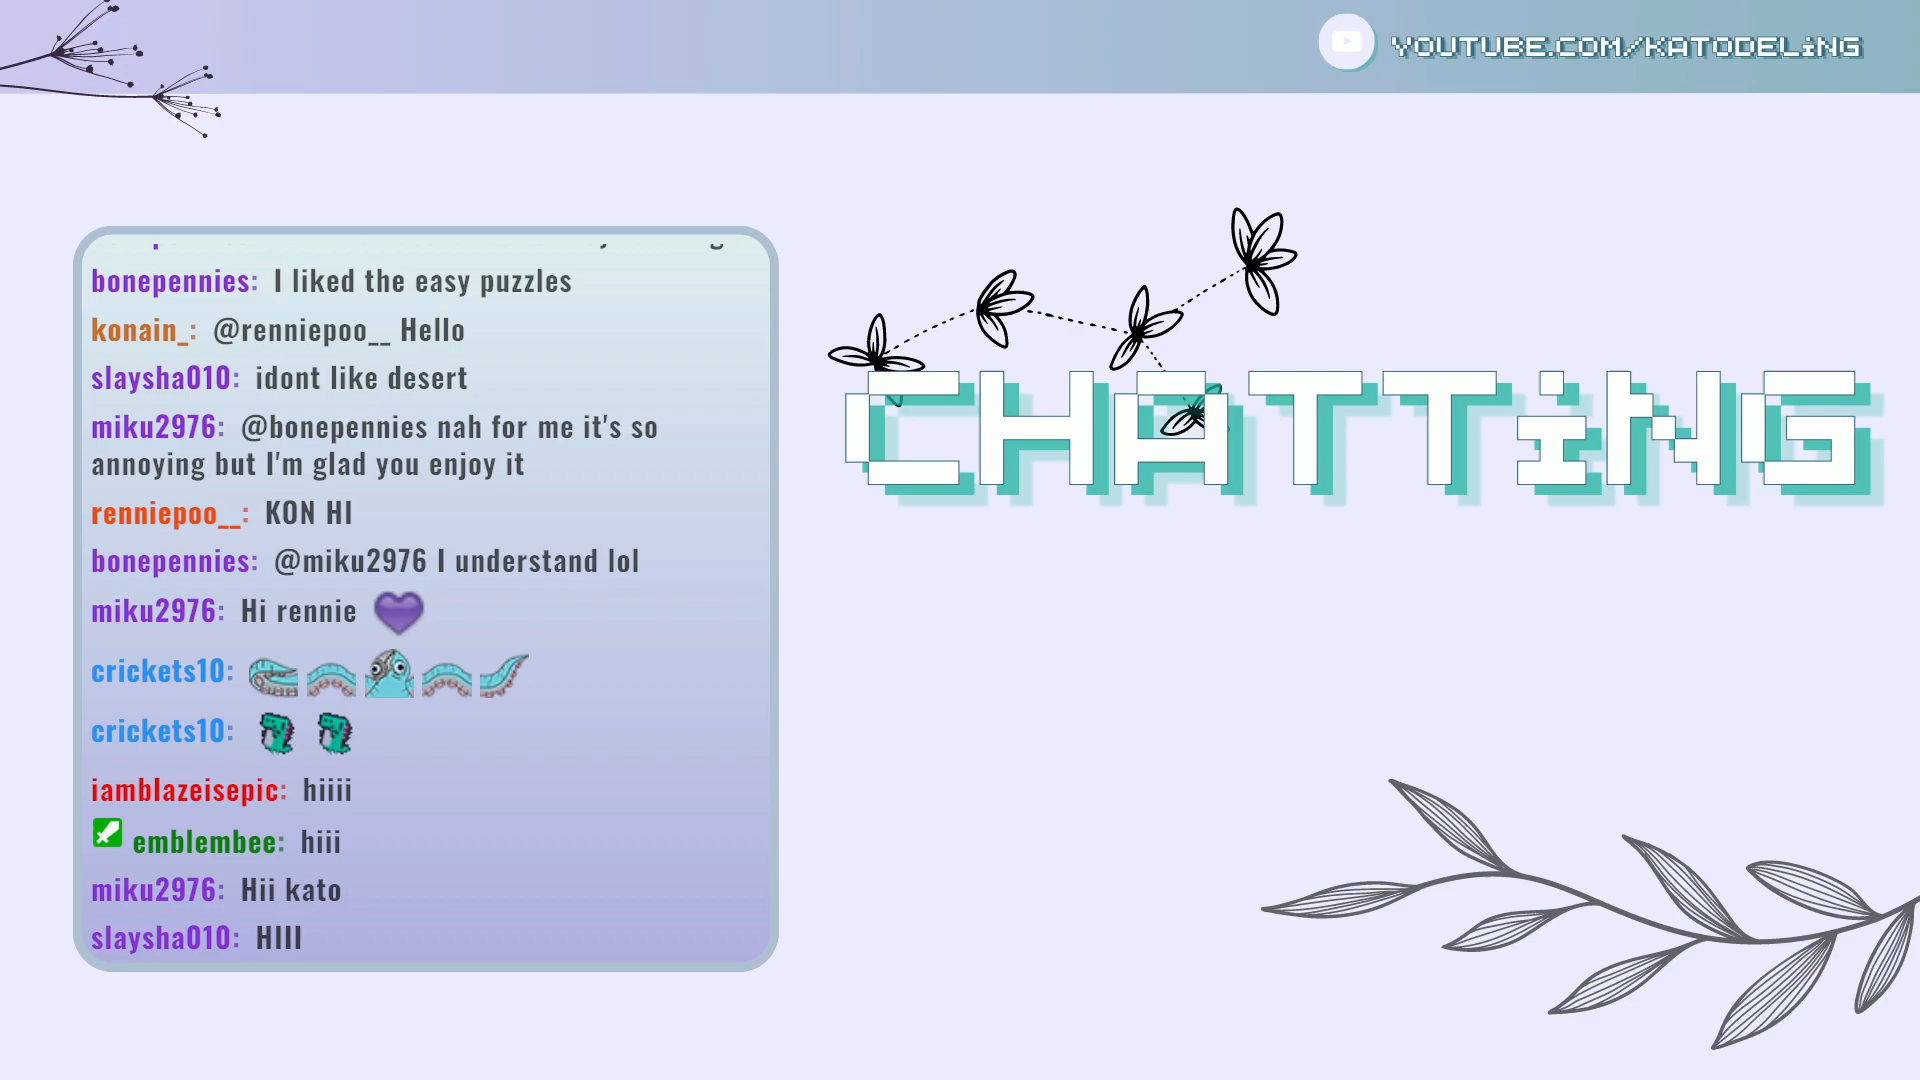 YOUTUBE.COM/KATODELiNG
bonepennies: I liked the easy puzzles
konain_: @renniepoo__ Hello
slaysha010: idont like desert
miku2976: @bonepennies nah for me it's so
annoying but I'm glad you enjoy it
renniepoo__: KON HI
bonepennies: @miku2976 I understand lol
miku2976: Hi rennie 💜
crickets10:
crickets10:
iamblazeisepic: hiiii
emblembee: hiii
miku2976: Hii kato
slaysha010: HIII
CHATTiNG